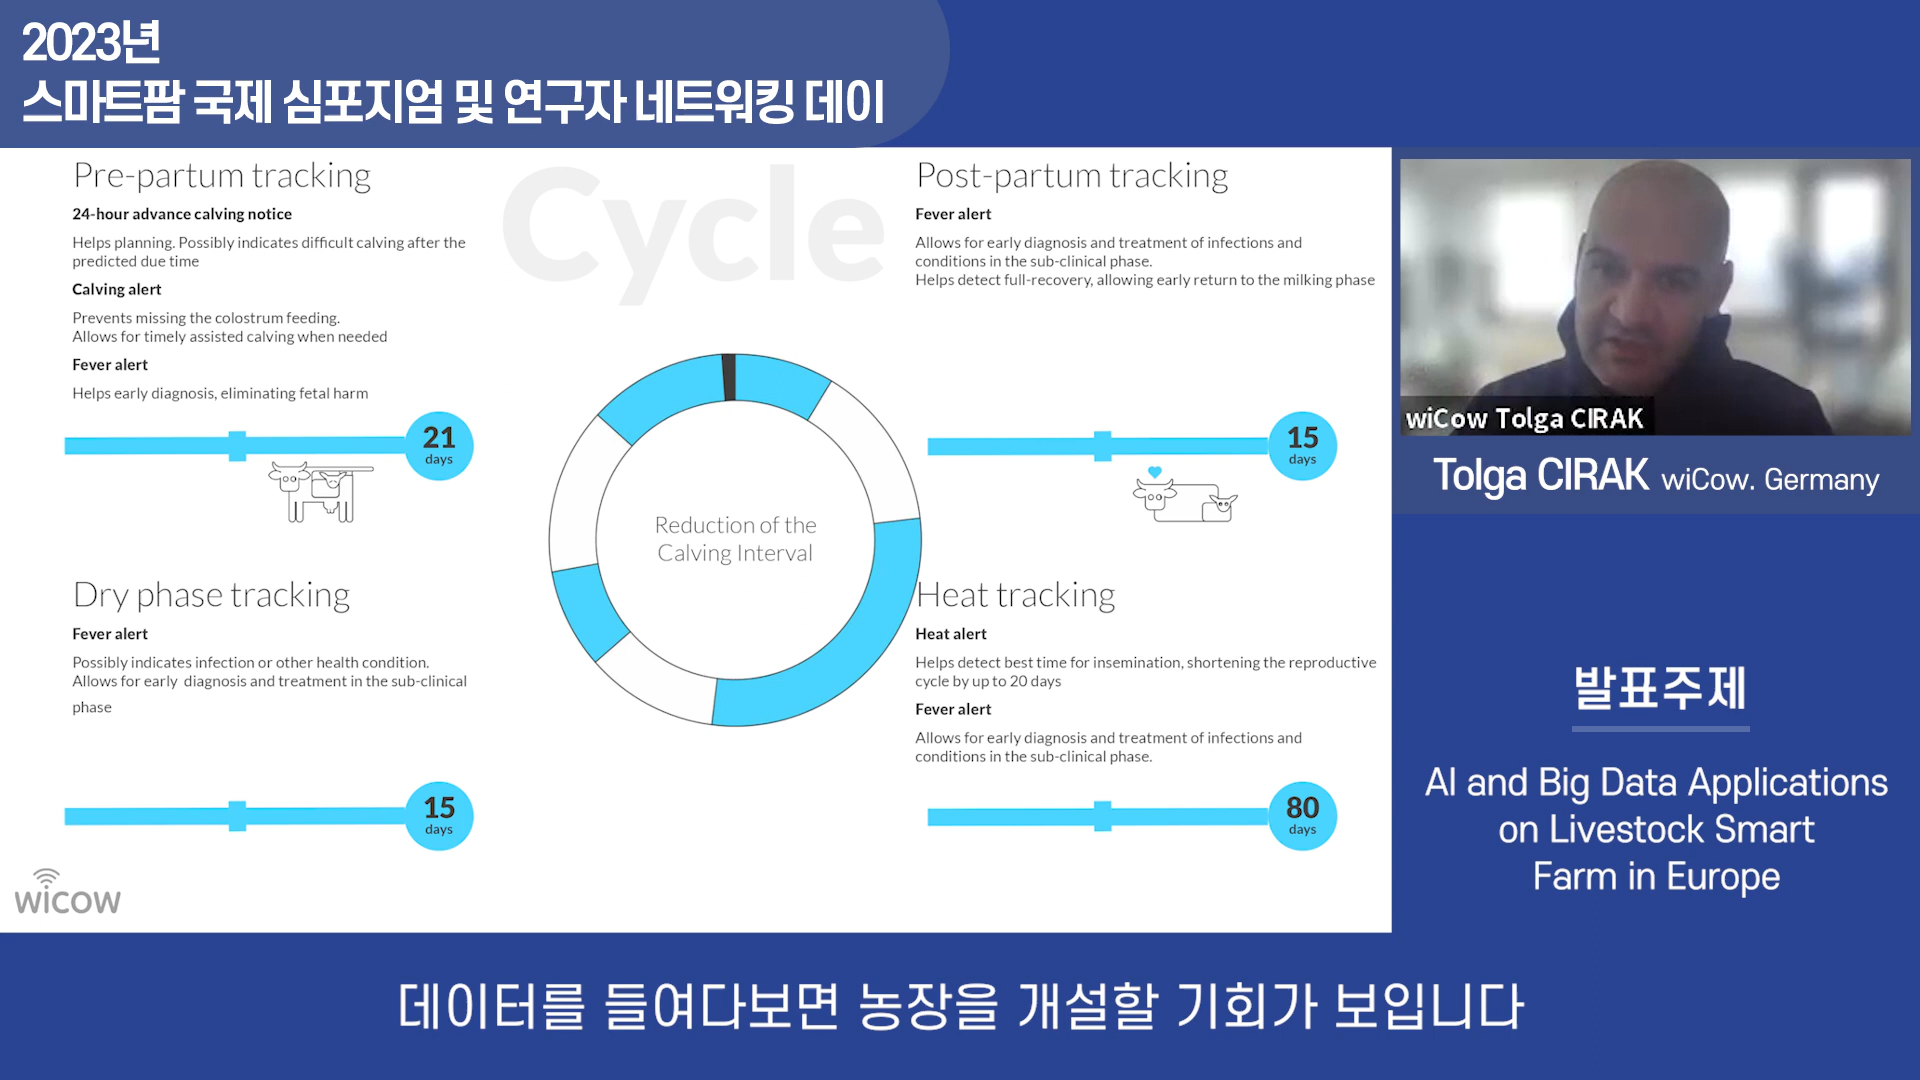 2023년
스마트팜 국제 심포지엄 및 연구자 네트워킹 데이
Cycle
Pre-partum tracking
24-hour advance calving notice
Helps planning. Possibly indicates difficult calving after the
predicted due time
Calving alert
Prevents missing the colostrum feeding.
Allows for timely assisted calving when needed
Fever alert
Helps early diagnosis, eliminating fetal harm
21
days
Post-partum tracking
Fever alert
Allows for early diagnosis and treatment of infections and
conditions in the sub-clinical phase.
Helps detect full-recovery, allowing early return to the milking phase
15
days
Reduction of the
Calving Interval
Dry phase tracking
Fever alert
Possibly indicates infection or other health condition.
Allows for early diagnosis and treatment in the sub-clinical
phase
15
days
Heat tracking
Heat alert
Helps detect best time for insemination, shortening the reproductive
cycle by up to 20 days
Fever alert
Allows for early diagnosis and treatment of infections and
conditions in the sub-clinical phase.
80
days
wicow
wiCow Tolga CIRAK
Tolga CIRAK wiCow. Germany
발표주제
AI and Big Data Applications
on Livestock Smart
Farm in Europe
데이터를 들여다보면 농장을 개설할 기회가 보입니다